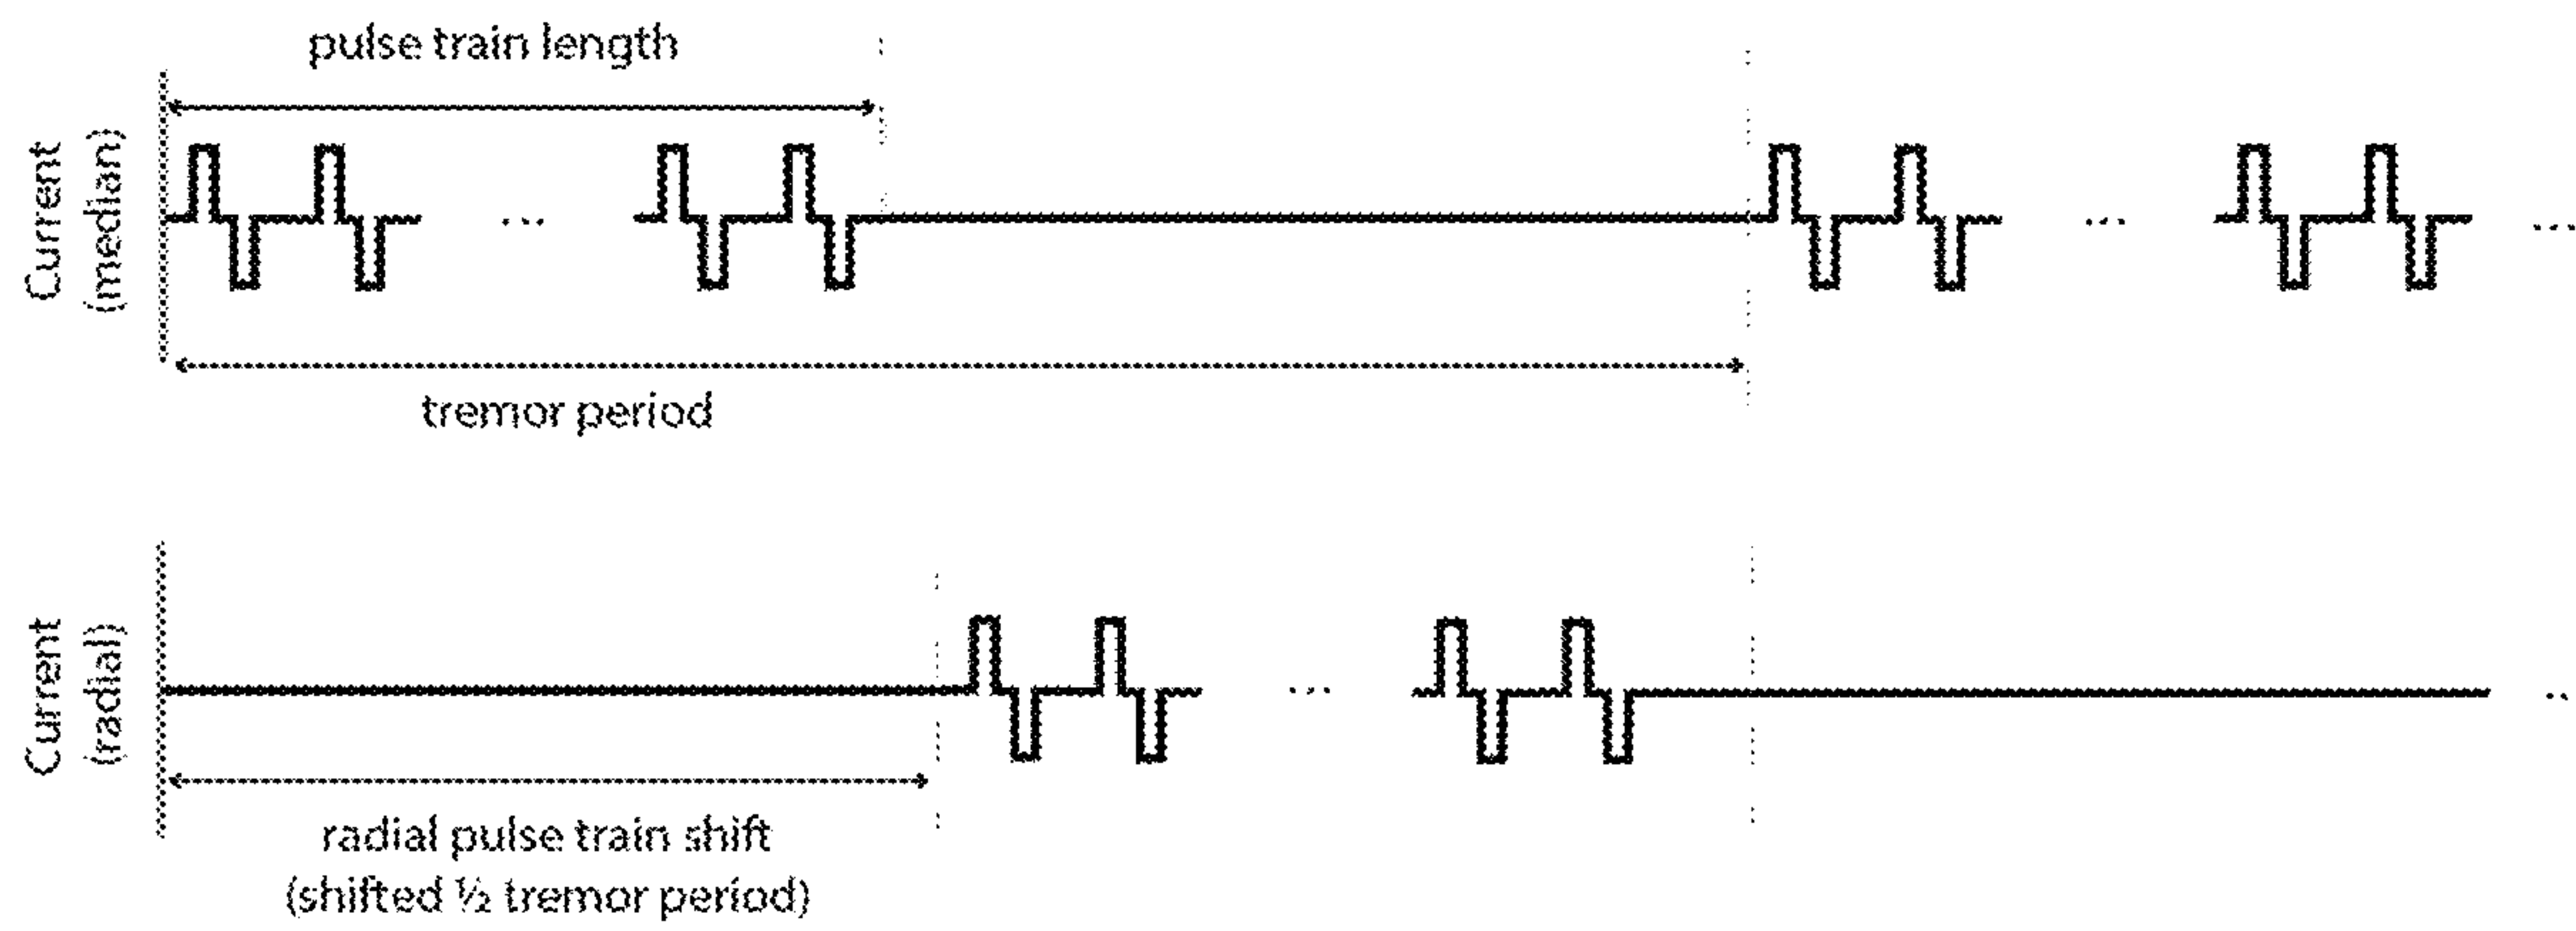 pulse train length
Current
(median)
... ...
...
tremor period
Current
(radial)
... ..
radial pulse train shift
(shifted ½ tremor period)